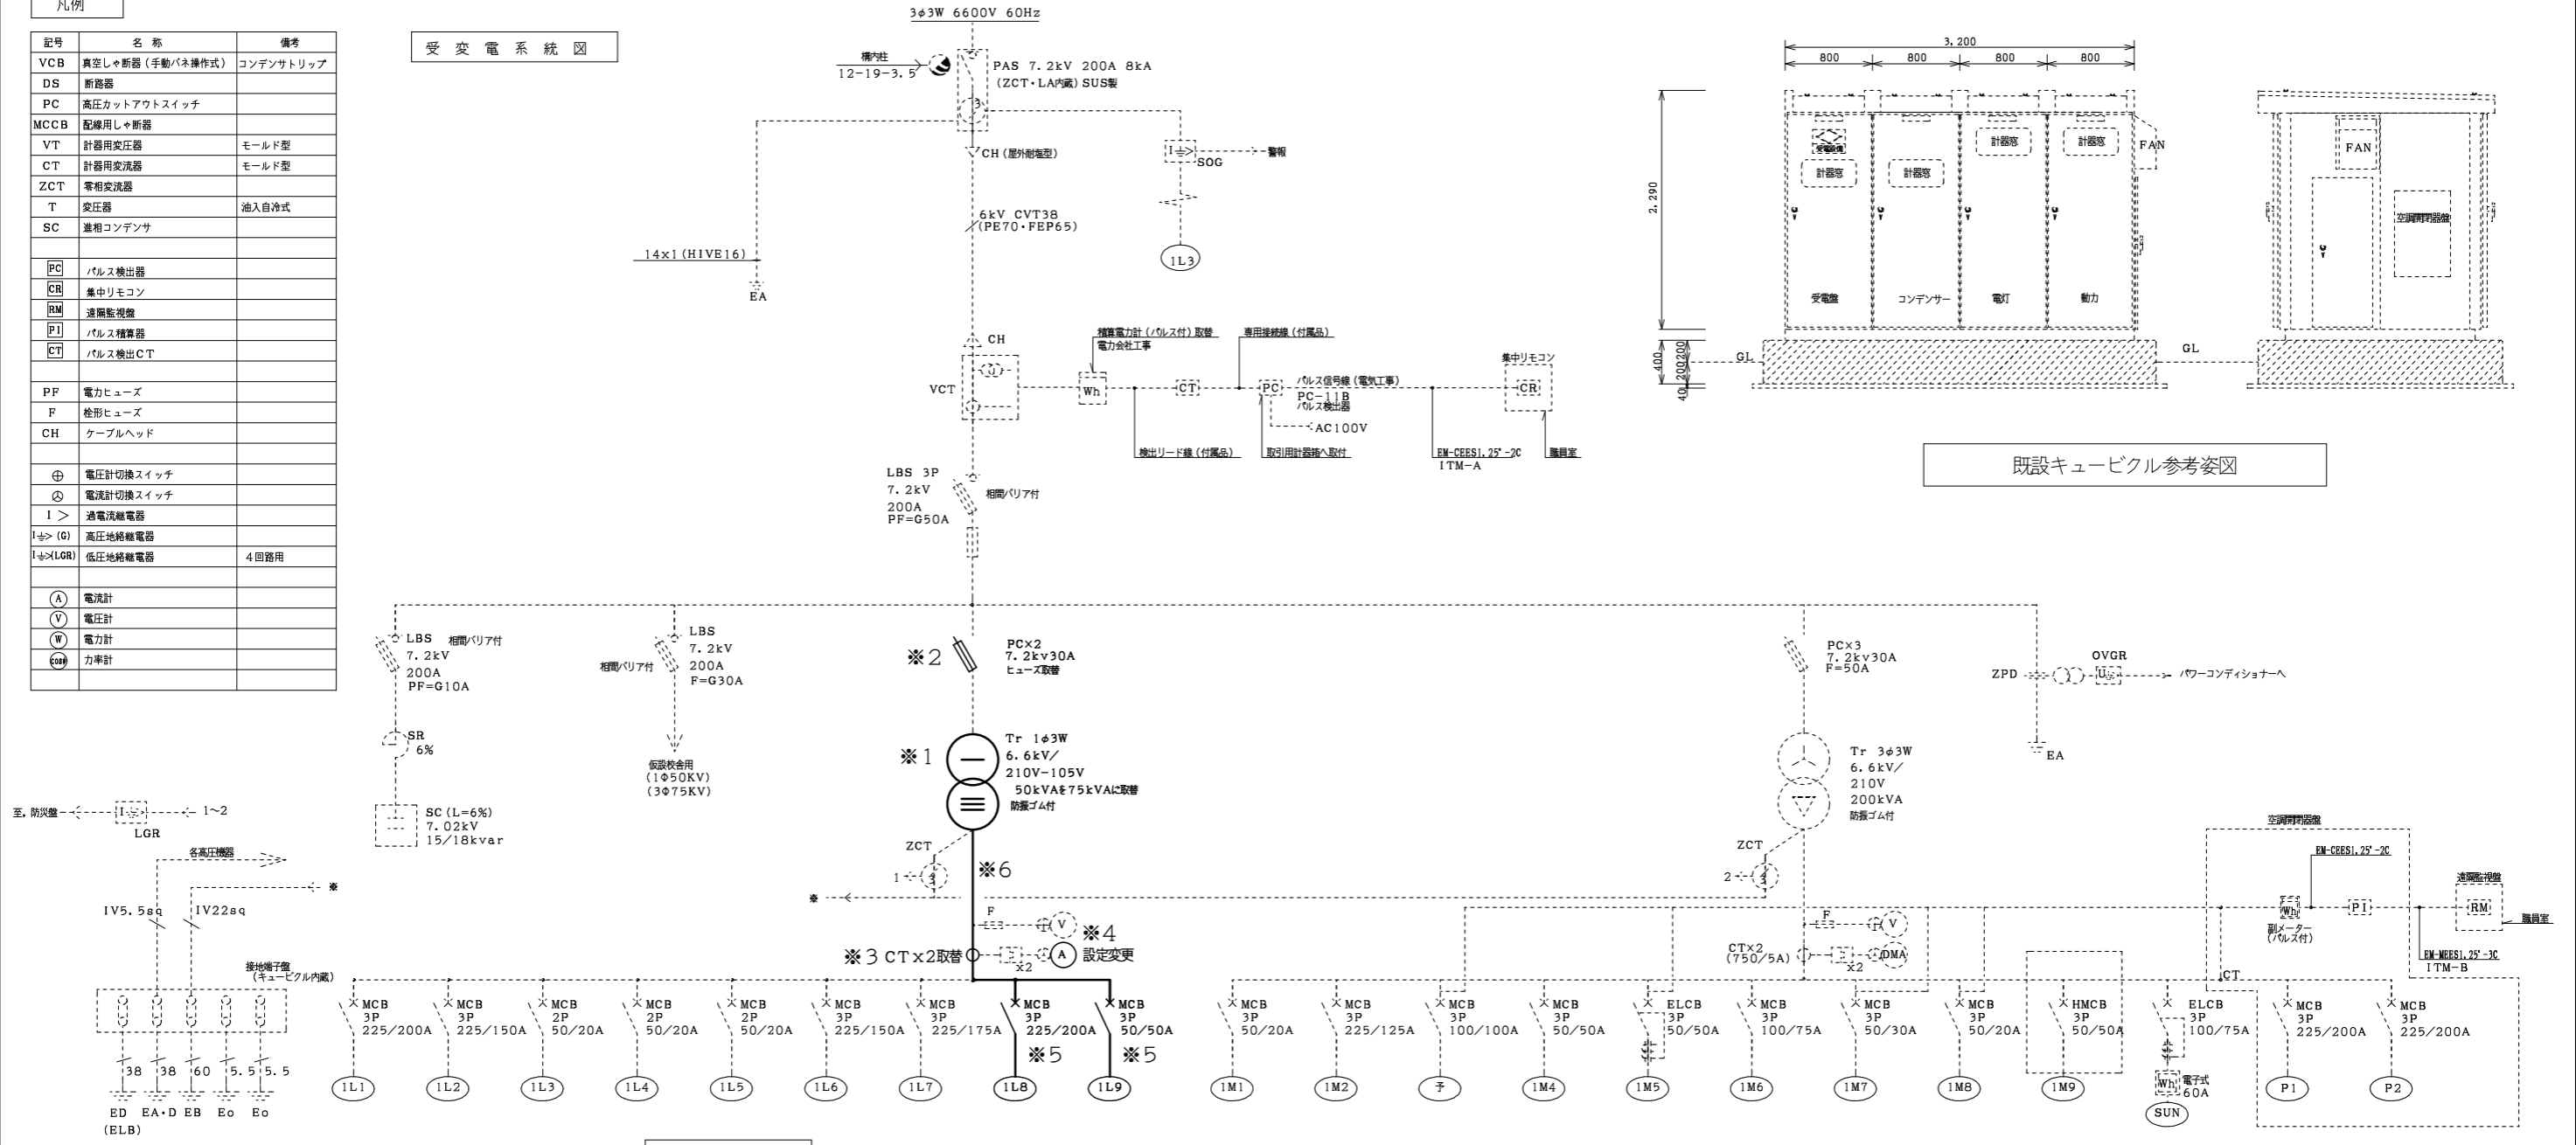 凡例
記号 名 称 備考
VCB 真空しゃ断器(手動バネ操作式) コンデンサトリップ
DS 断路器
PC 高圧カットアウトスイッチ
MCCB 配線用しゃ断器
VT 計器用変圧器 モールド型
CT 計器用変流器 モールド型
ZCT 零相変流器
T 変圧器 油入自冷式
SC 進相コンデンサ
PC パルス検出器
CR 集中リモコン
RM 遠隔監視盤
PI パルス積算器
CT パルス検出CT
PF 電力ヒューズ
F 栓形ヒューズ
CH ケーブルヘッド
電圧計切換スイッチ
電流計切換スイッチ
I > 過電流継電器
I⏚> (G) 高圧地絡継電器
I⏚>(LGR) 低圧地絡継電器 4回路用
A 電流計
V 電圧計
W 電力計
cosφ 力率計
受 変 電 系 統 図
3φ3W 6600V 60Hz
構内柱
12-19-3.5
PAS 7.2kV 200A 8kA
(ZCT・LA内蔵) SUS製
3
CH (屋外耐塩型)
I⏚>
SOG
警報
1L3
6kV CVT38
(PE70・FEP65)
14x1(HIVE16)
EA
CH
VCT
積算電力計(パルス付)取替
電力会社工事
Wh
CT
専用接続線(付属品)
PC
パルス信号線(電気工事)
PC-11B
パルス検出器
AC100V
検出リード線(付属品)
取引用計器箱へ取付
EM-CEES1.25°-2C
ITM-A
集中リモコン
CR
職員室
LBS 3P
7.2kV
200A
PF=G50A
相間バリア付
3,200
800 800 800 800
2,290
400
200 200
40
受電設備
計器窓
計器窓
計器窓
計器窓
FAN
受電盤
コンデンサー
電灯
動力
GL
GL
FAN
空調開閉器盤
既設キュービクル参考姿図
LBS 相間バリア付
7.2kV
200A
PF=G10A
SR
6%
SC(L=6%)
7.02kV
15/18kvar
LBS
7.2kV
相間バリア付
200A
F=G30A
仮設校舎用
(1Φ50KV)
(3Φ75KV)
※2
PC×2
7.2kv30A
ヒューズ取替
※1
Tr 1φ3W
6.6kV/
210V-105V
50kVAを75kVAに取替
防振ゴム付
ZCT
1
3
※6
※
F
V
※4
※3 CTx2取替
x2
A
設定変更
PC×3
7.2kv30A
F=50A
Tr 3φ3W
6.6kV/
210V
200kVA
防振ゴム付
ZCT
2
3
F
V
CT×2
(750/5A)
x2
DMA
ZPD
OVGR
パワーコンディショナーへ
EA
至.防災盤
LGR
1~2
各高圧機器
※
IV5.5sq
IV22sq
接地端子盤
(キュービクル内蔵)
38 38 60 5.5 5.5
ED EA・D EB Eo Eo
(ELB)
MCB 3P 225/200A 1L1
MCB 3P 225/150A 1L2
MCB 2P 50/20A 1L3
MCB 2P 50/20A 1L4
MCB 2P 50/20A 1L5
MCB 3P 225/150A 1L6
MCB 3P 225/175A 1L7
MCB 3P 225/200A ※5 1L8
MCB 3P 50/50A ※5 1L9
MCB 3P 50/20A 1M1
MCB 3P 225/125A 1M2
MCB 3P 100/100A 予
MCB 3P 50/50A 1M4
ELCB 3P 50/50A 1M5
MCB 3P 100/75A 1M6
MCB 3P 50/30A 1M7
MCB 3P 50/20A 1M8
HMCB 3P 50/50A 1M9
ELCB 3P 100/75A
Wh 電子式
60A
SUN
MCB 3P 225/200A P1
MCB 3P 225/200A P2
CT
空調開閉器盤
EM-CEES1.25°-2C
Wh
副メーター
(パルス付)
PI
遠隔監視盤
RM
職員室
EM-MEES1.25°-3C
ITM-B